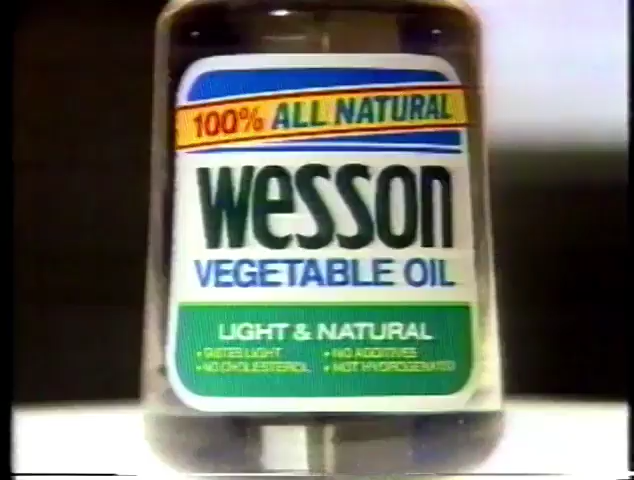 100% ALL NATURAL
wesson
VEGETABLE OIL
LIGHT & NATURAL
• TASTES LIGHT • NO ADDITIVES
• NO CHOLESTEROL • NOT HYDROGENATED